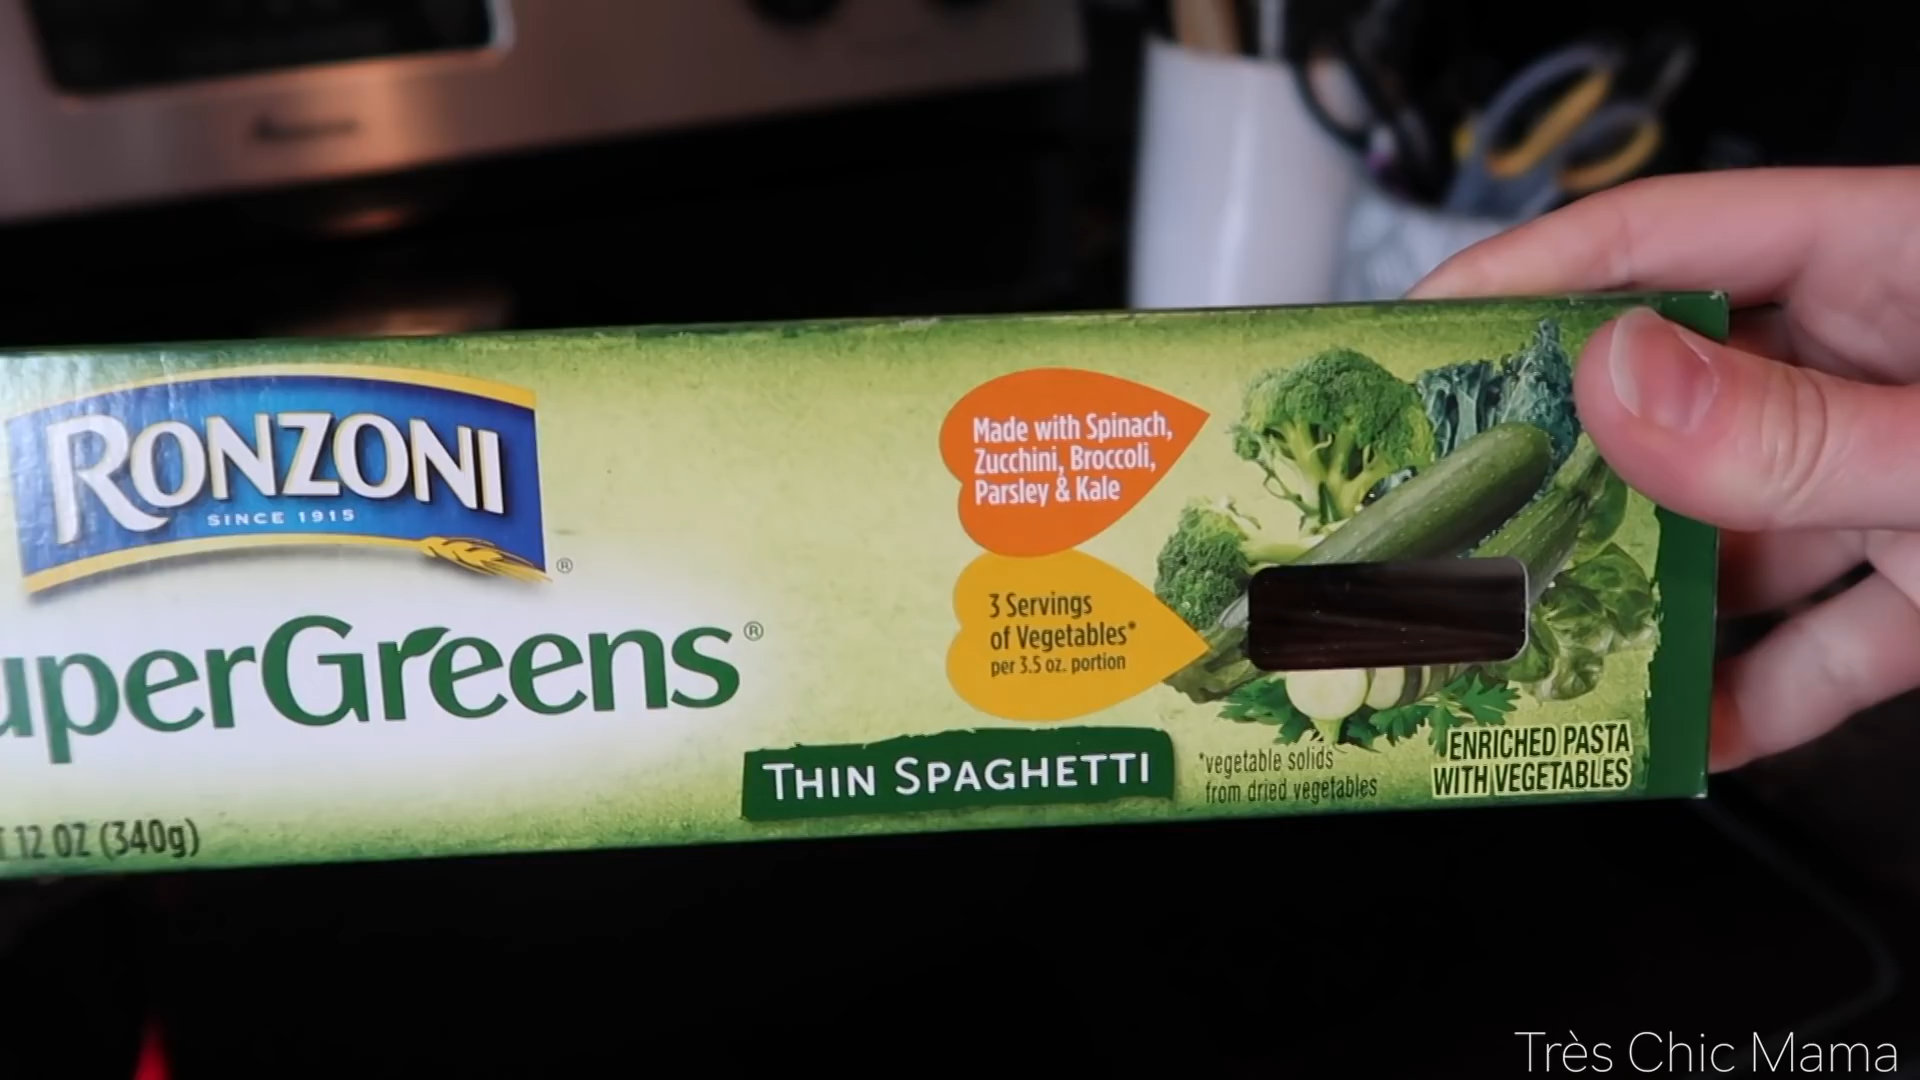 RONZONI
SINCE 1915
®
uperGreens®
Made with Spinach,
Zucchini, Broccoli,
Parsley & Kale
3 Servings
of Vegetables*
per 3.5 oz. portion
THIN SPAGHETTI
*vegetable solids
from dried vegetables
ENRICHED PASTA
WITH VEGETABLES
12 OZ (340g)
Très Chic Mama